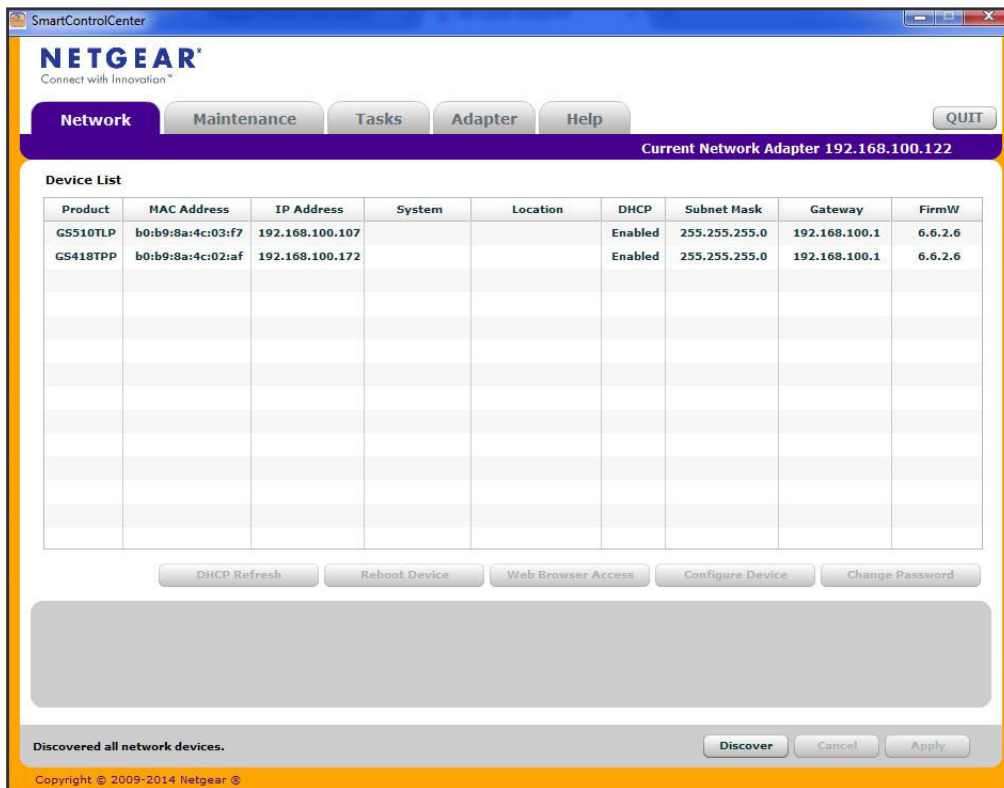 SmartControlCenter
NETGEAR®
Connect with Innovation™
Network Maintenance Tasks Adapter Help QUIT
Current Network Adapter 192.168.100.122
Device List
Product MAC Address IP Address System Location DHCP Subnet Mask Gateway FirmW
GS510TLP b0:b9:8a:4c:03:f7 192.168.100.107 Enabled 255.255.255.0 192.168.100.1 6.6.2.6
GS418TPP b0:b9:8a:4c:02:af 192.168.100.172 Enabled 255.255.255.0 192.168.100.1 6.6.2.6
DHCP Refresh Reboot Device Web Browser Access Configure Device Change Password
Discovered all network devices. Discover Cancel Apply
Copyright © 2009-2014 Netgear ®